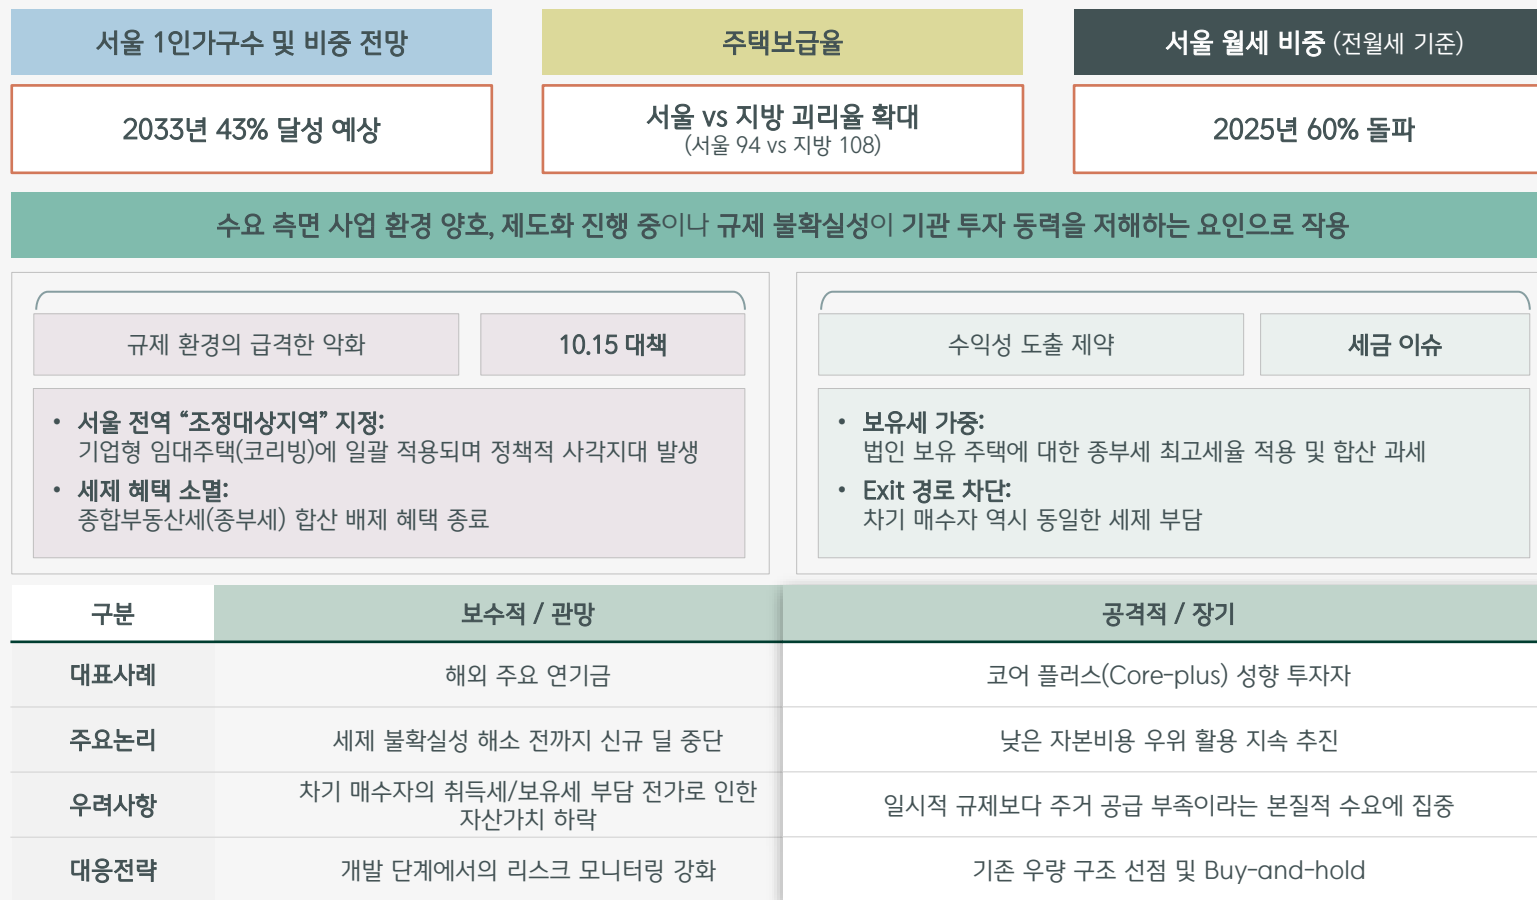 서울 1인가구수 및 비중 전망
주택보급율
서울 월세 비중 (전월세 기준)
2033년 43% 달성 예상
서울 vs 지방 괴리율 확대
(서울 94 vs 지방 108)
2025년 60% 돌파
수요 측면 사업 환경 양호, 제도화 진행 중이나 규제 불확실성이 기관 투자 동력을 저해하는 요인으로 작용
규제 환경의 급격한 악화
10.15 대책
• 서울 전역 “조정대상지역” 지정:
기업형 임대주택(코리빙)에 일괄 적용되며 정책적 사각지대 발생
• 세제 혜택 소멸:
종합부동산세(종부세) 합산 배제 혜택 종료
수익성 도출 제약
세금 이슈
• 보유세 가중:
법인 보유 주택에 대한 종부세 최고세율 적용 및 합산 과세
• Exit 경로 차단:
차기 매수자 역시 동일한 세제 부담
구분
보수적 / 관망
공격적 / 장기
대표사례
해외 주요 연기금
코어 플러스(Core-plus) 성향 투자자
주요논리
세제 불확실성 해소 전까지 신규 딜 중단
낮은 자본비용 우위 활용 지속 추진
우려사항
차기 매수자의 취득세/보유세 부담 전가로 인한
자산가치 하락
일시적 규제보다 주거 공급 부족이라는 본질적 수요에 집중
대응전략
개발 단계에서의 리스크 모니터링 강화
기존 우량 구조 선점 및 Buy-and-hold